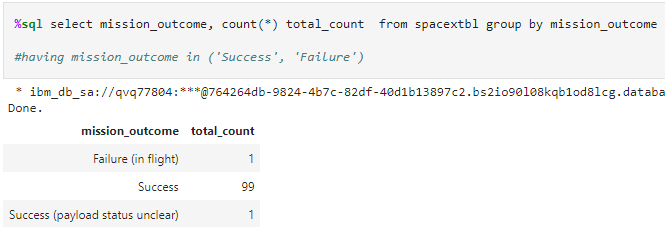 %sql select mission_outcome, count(*) total_count  from spacextbl group by mission_outcome
#having mission_outcome in ('Success', 'Failure')
* ibm_db_sa://qvq77804:***@764264db-9824-4b7c-82df-40d1b13897c2.bs2io90l08kqb1od8lcg.databa
Done.
mission_outcome total_count
Failure (in flight) 1
Success 99
Success (payload status unclear) 1